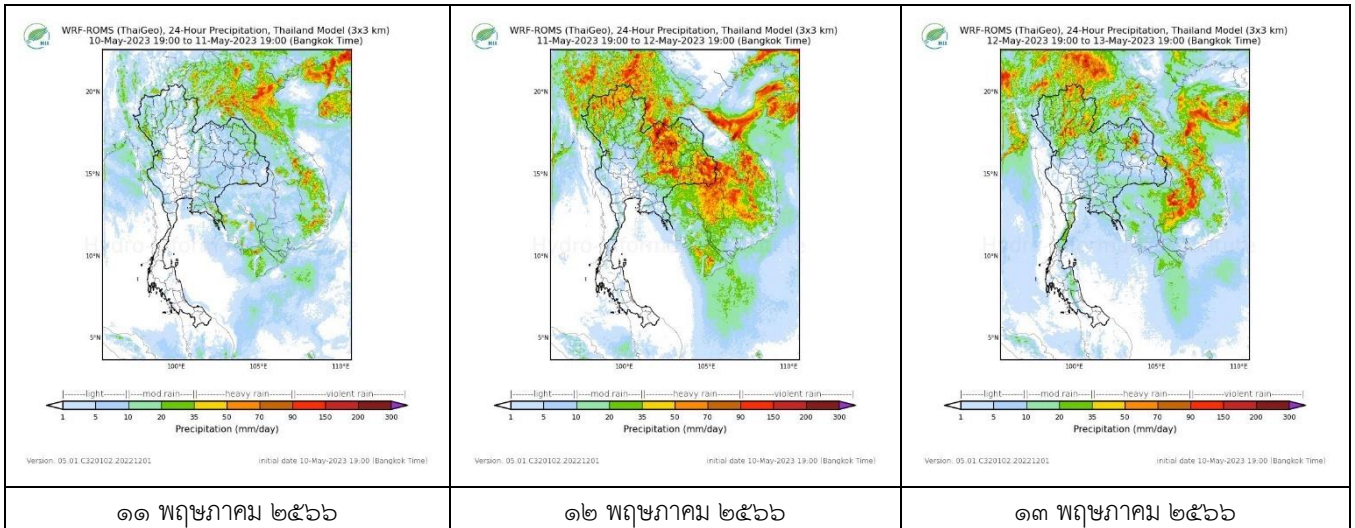 WRF-ROMS (ThaiGeo), 24-Hour Precipitation, Thailand Model (3x3 km)
10-May-2023 19:00 to 11-May-2023 19:00 (Bangkok Time)
20°N
15°N
10°N
5°N
100°E 105°E 110°E
light mod rain heavy rain violent rain
1 5 10 20 35 50 70 90 150 200 300
Precipitation (mm/day)
Version: 05.01.C320102.20221201 initial date 10-May-2023 19:00 (Bangkok Time)
๑๑ พฤษภาคม ๒๕๖๖
WRF-ROMS (ThaiGeo), 24-Hour Precipitation, Thailand Model (3x3 km)
11-May-2023 19:00 to 12-May-2023 19:00 (Bangkok Time)
20°N
15°N
10°N
5°N
100°E 105°E 110°E
light mod rain heavy rain violent rain
1 5 10 20 35 50 70 90 150 200 300
Precipitation (mm/day)
Version: 05.01.C320102.20221201 initial date 10-May-2023 19:00 (Bangkok Time)
๑๒ พฤษภาคม ๒๕๖๖
WRF-ROMS (ThaiGeo), 24-Hour Precipitation, Thailand Model (3x3 km)
12-May-2023 19:00 to 13-May-2023 19:00 (Bangkok Time)
20°N
15°N
10°N
5°N
100°E 105°E 110°E
light mod rain heavy rain violent rain
1 5 10 20 35 50 70 90 150 200 300
Precipitation (mm/day)
Version: 05.01.C320102.20221201 initial date 10-May-2023 19:00 (Bangkok Time)
๑๓ พฤษภาคม ๒๕๖๖